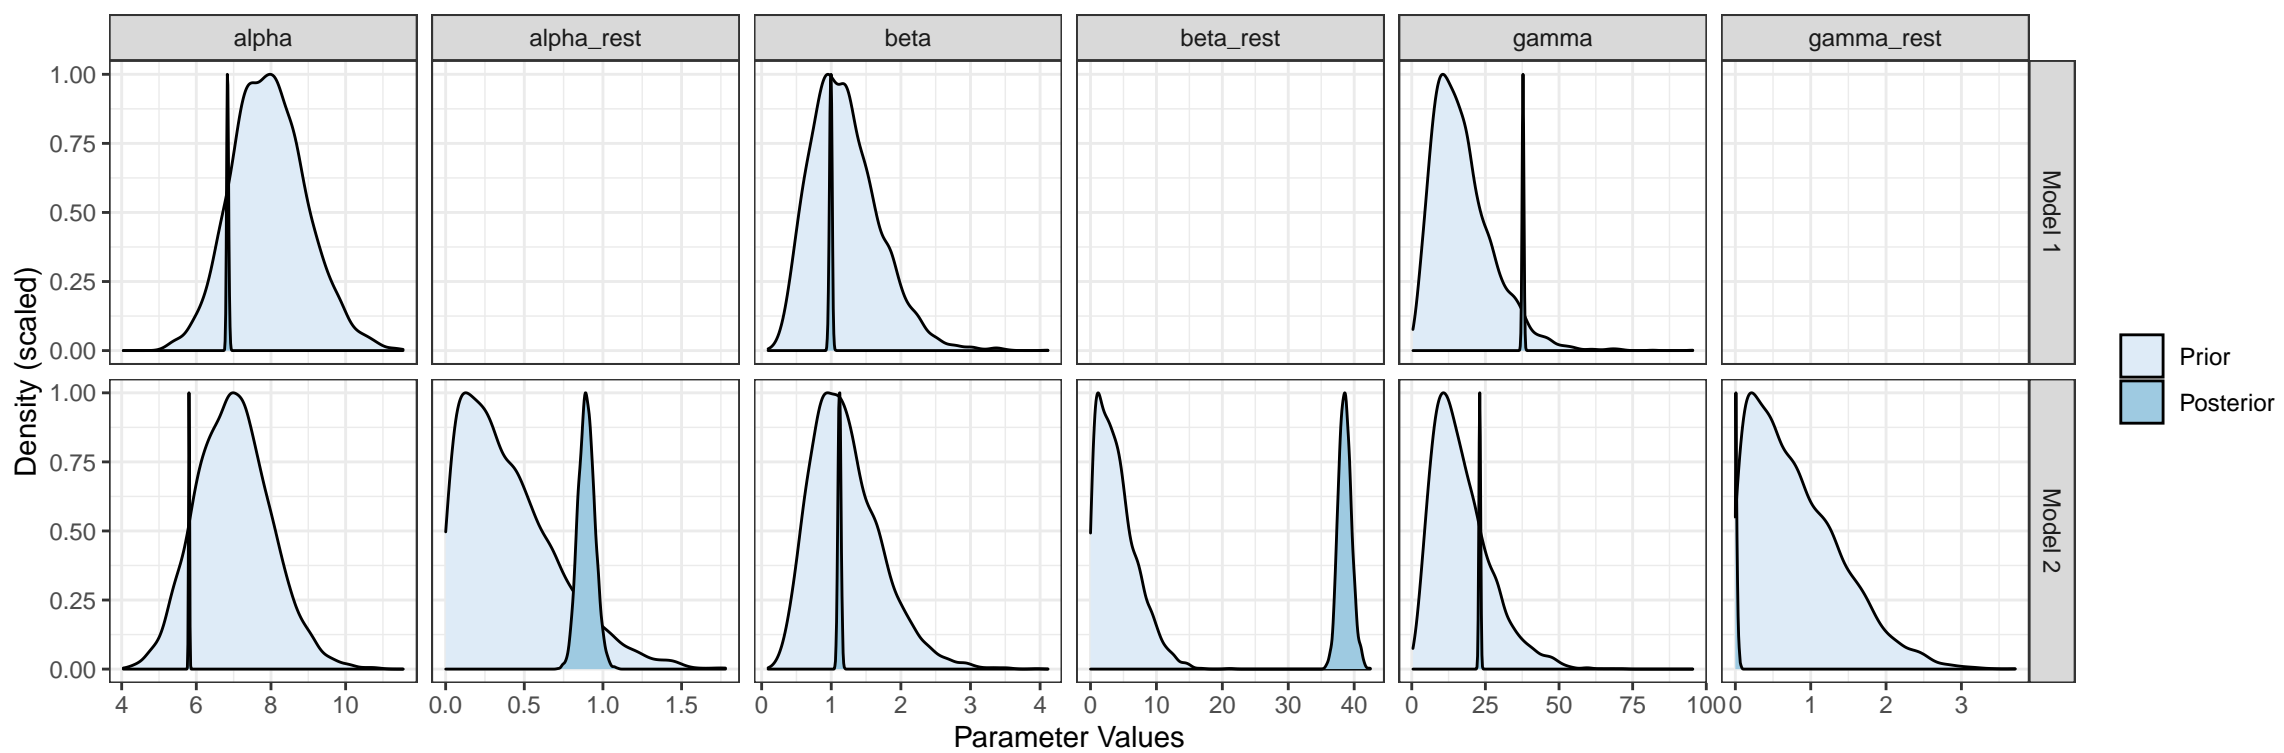 alpha alpha_rest beta beta_rest gamma gamma_rest
1.00
0.75
0.50
0.25
0.00
Model 1
1.00
0.75
0.50
0.25
0.00
Model 2
Density (scaled)
4 6 8 10 0.0 0.5 1.0 1.5 0 1 2 3 4 0 10 20 30 40 0 25 50 75 100 0 1 2 3
Parameter Values
Prior
Posterior